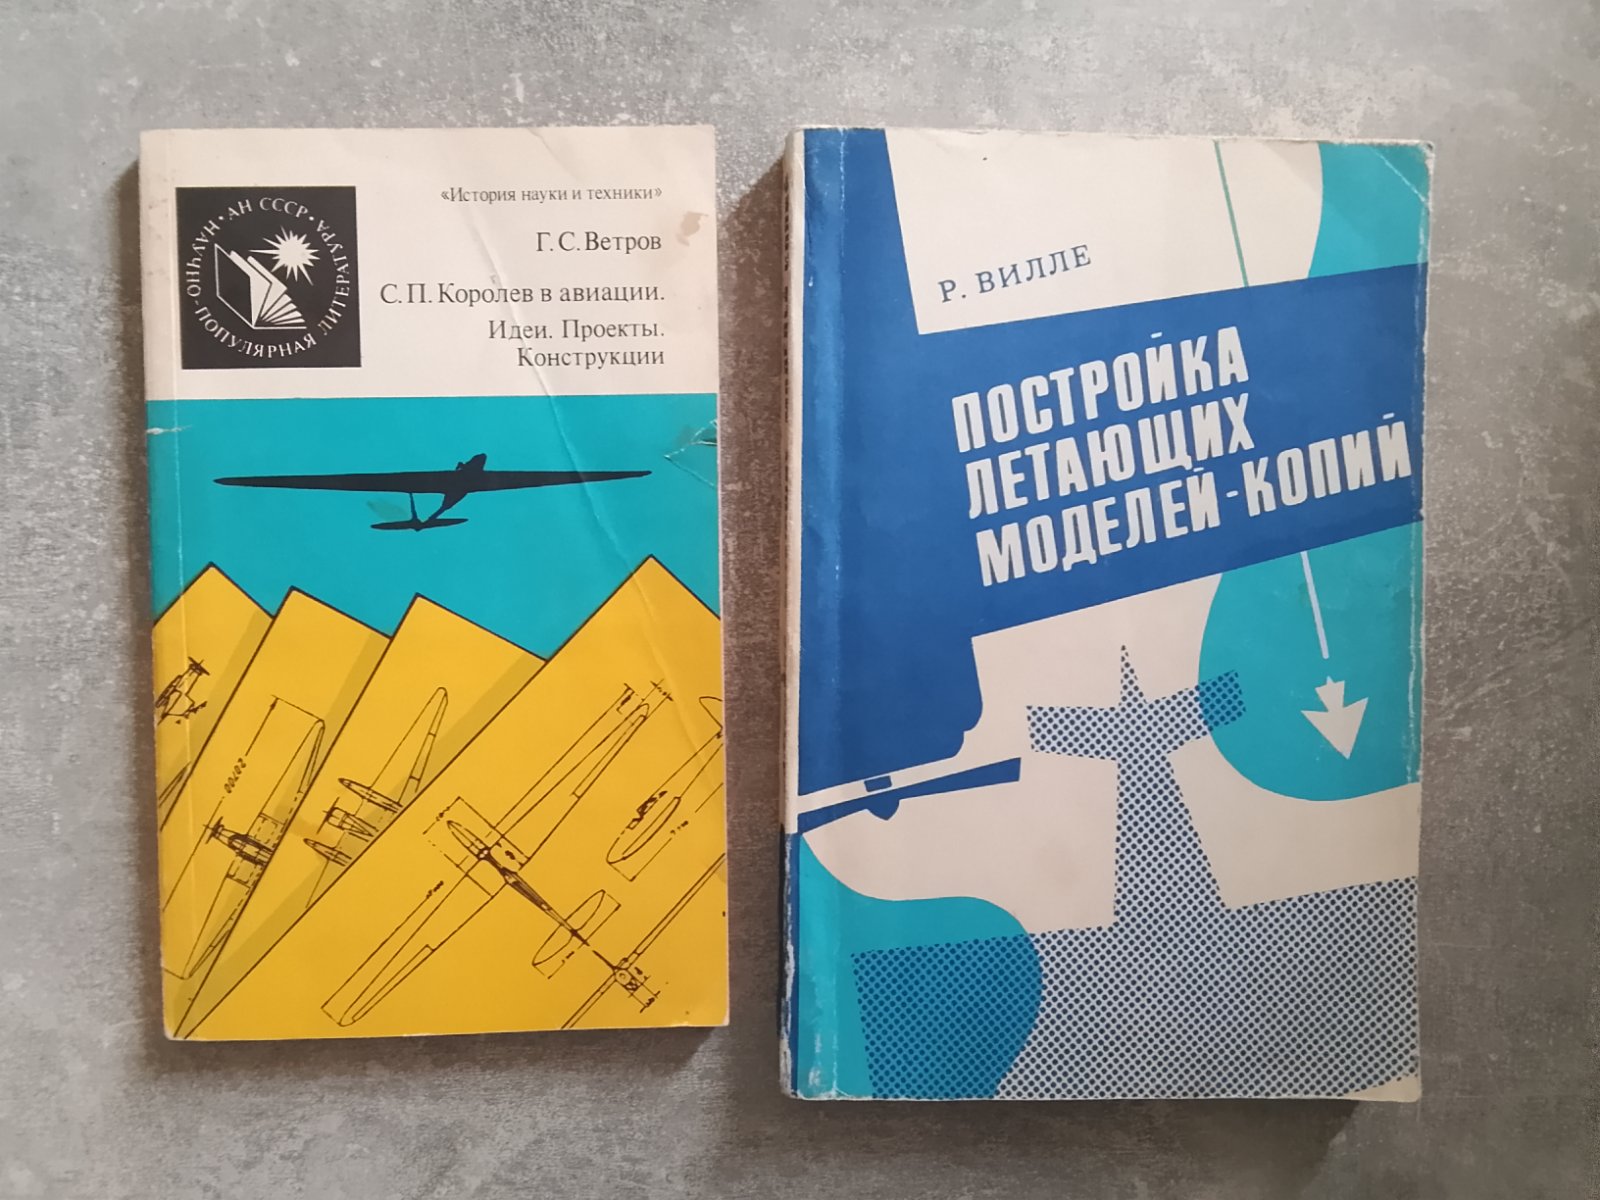 НАУЧНО-ПОПУЛЯРНАЯ ЛИТЕРАТУРА • АН СССР •
«История науки и техники»
Г. С. Ветров
С. П. Королев в авиации.
Идеи. Проекты.
Конструкции
20700
Р. ВИЛЛЕ
ПОСТРОЙКА
ЛЕТАЮЩИХ
МОДЕЛЕЙ-КОПИЙ